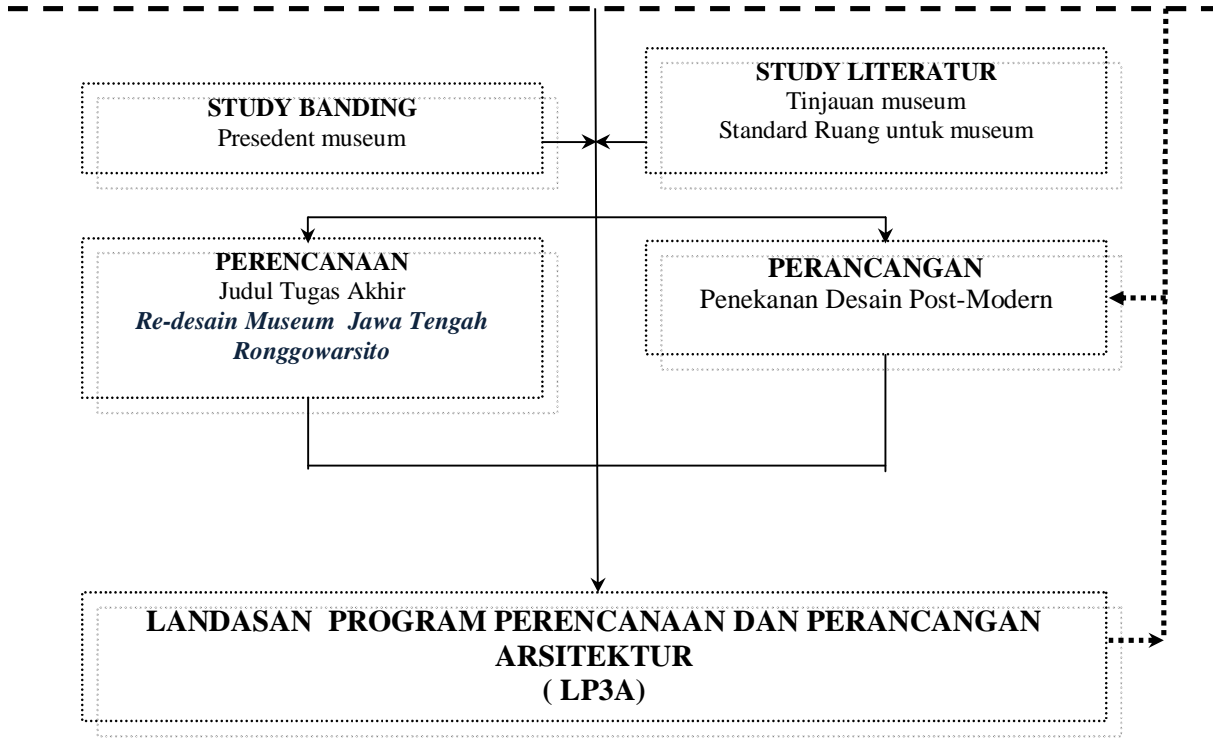 STUDY BANDING
Presedent museum
STUDY LITERATUR
Tinjauan museum
Standard Ruang untuk museum
PERENCANAAN
Judul Tugas Akhir
Re-desain Museum  Jawa Tengah
Ronggowarsito
PERANCANGAN
Penekanan Desain Post-Modern
LANDASAN  PROGRAM PERENCANAAN DAN PERANCANGAN
ARSITEKTUR
( LP3A)